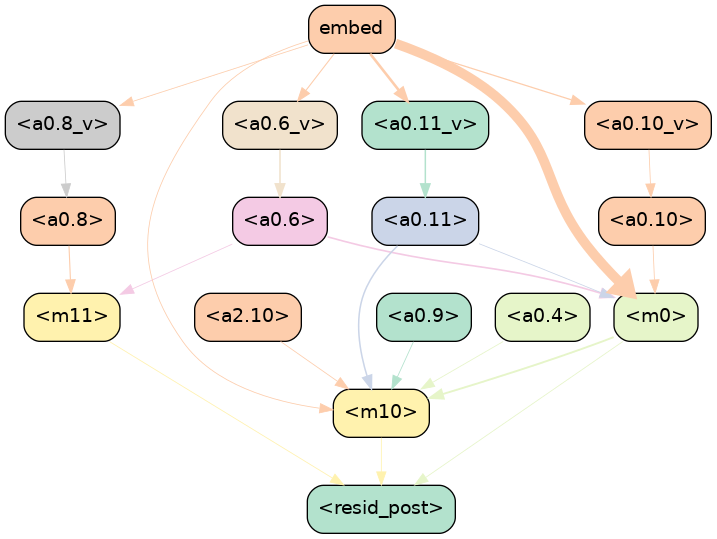 embed
<a0.8_v>
<a0.6_v>
<a0.11_v>
<a0.10_v>
<a0.8>
<a0.6>
<a0.11>
<a0.10>
<m11>
<a2.10>
<a0.9>
<a0.4>
<m0>
<m10>
<resid_post>